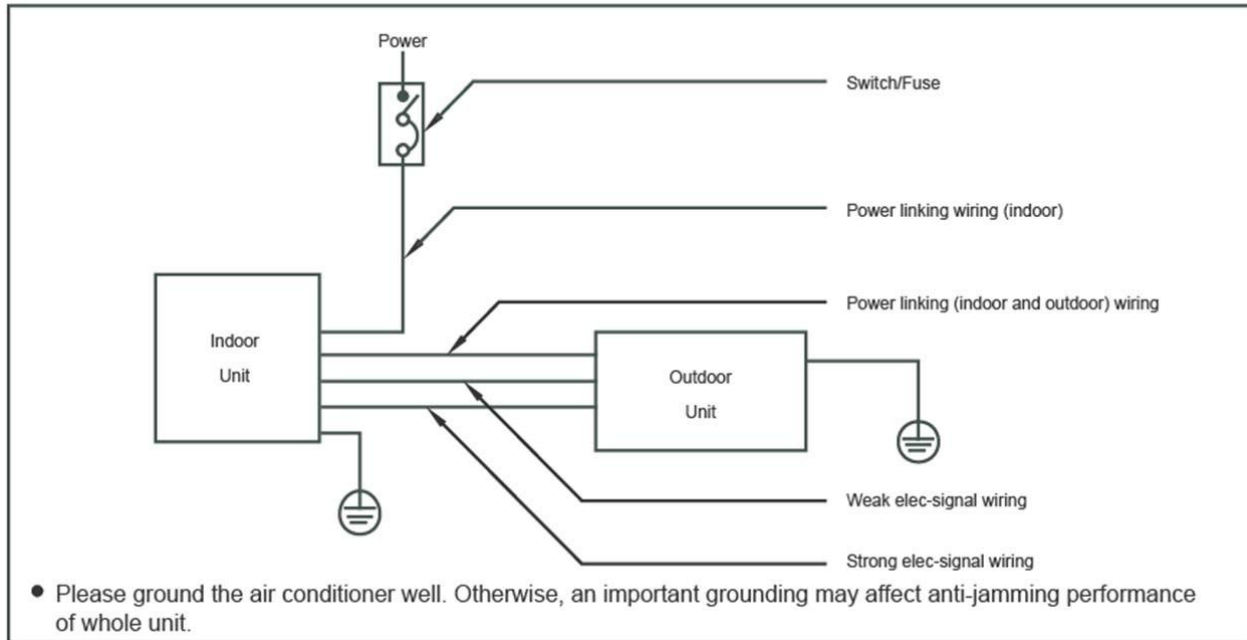 Power
Switch/Fuse
Power linking wiring (indoor)
Power linking (indoor and outdoor) wiring
Indoor
Unit
Outdoor
Unit
Weak elec-signal wiring
Strong elec-signal wiring
● Please ground the air conditioner well. Otherwise, an important grounding may affect anti-jamming performance
of whole unit.